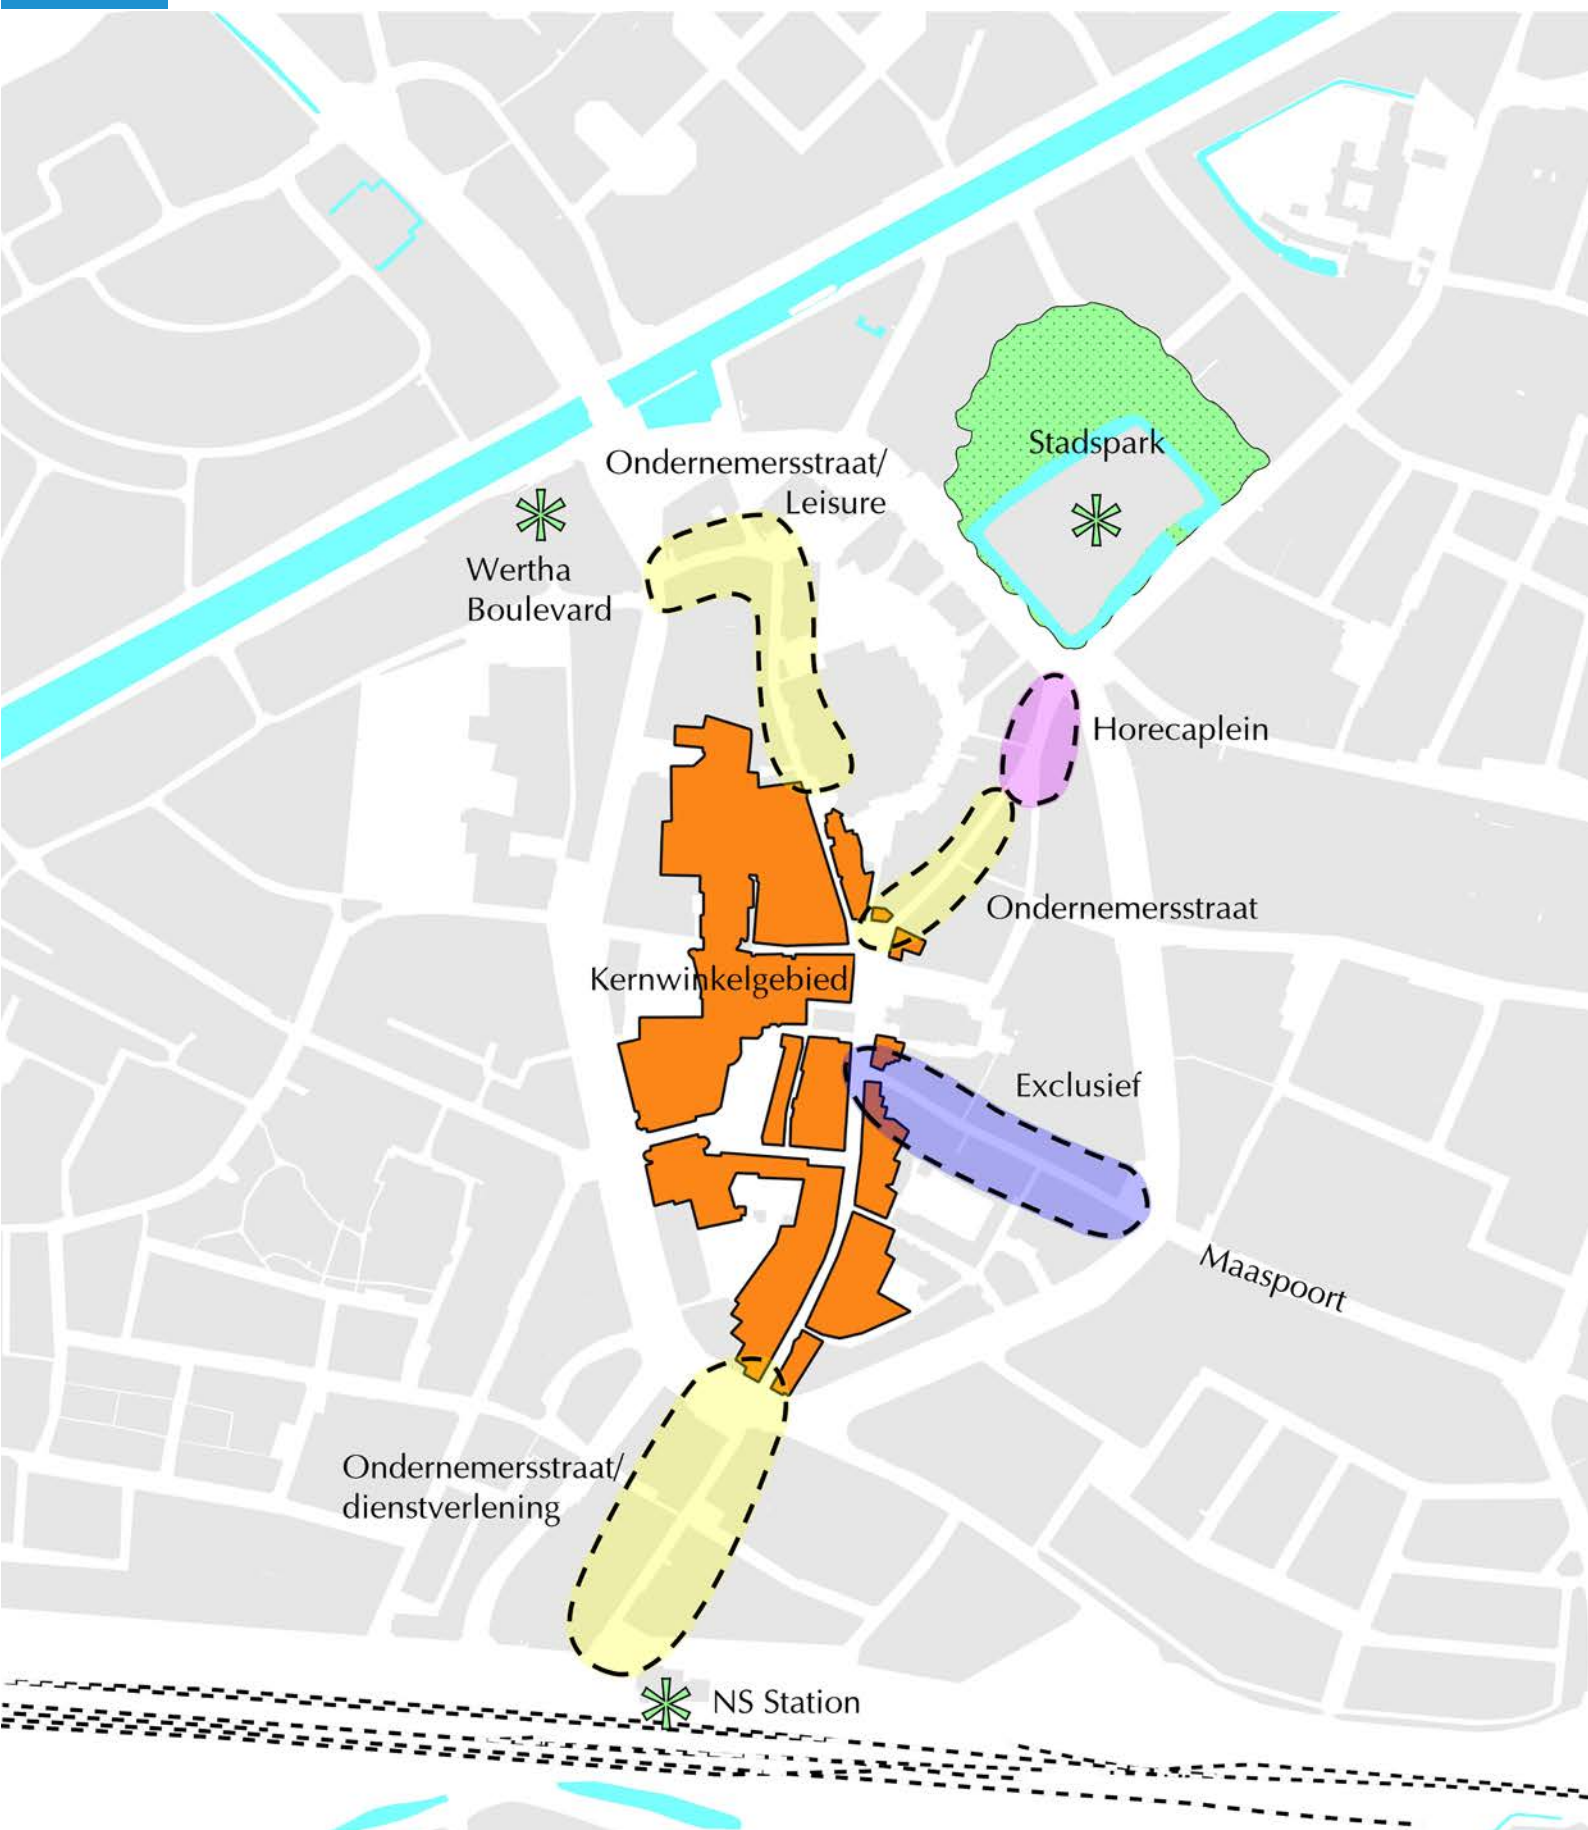 Stadspark
Ondernemersstraat/
Leisure
Wertha
Boulevard
Horecaplein
Ondernemersstraat
Kernwinkelgebied
Exclusief
Maaspoort
Ondernemersstraat/
dienstverlening
NS Station